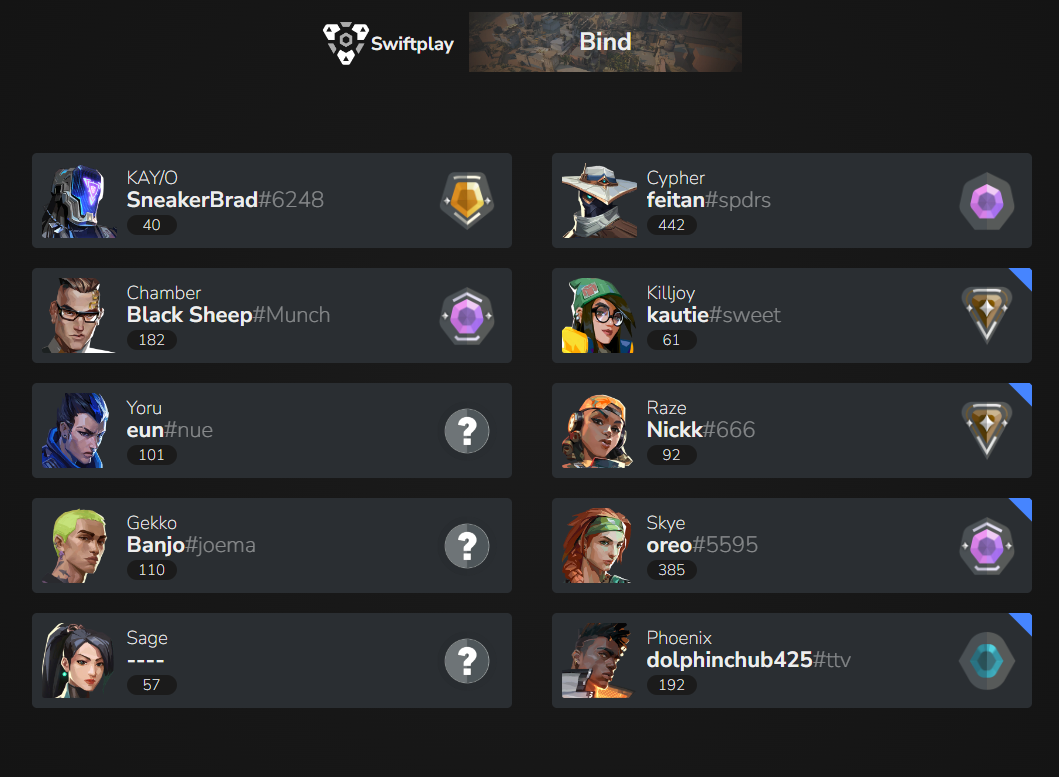 Swiftplay
Bind
KAY/O
SneakerBrad#6248
40
Cypher
feitan#spdrs
442
Chamber
Black Sheep#Munch
182
Killjoy
kautie#sweet
61
Yoru
eun#nue
101
?
Raze
Nickk#666
92
Gekko
Banjo#joema
110
?
Skye
oreo#5595
385
Sage
----
57
?
Phoenix
dolphinchub425#ttv
192